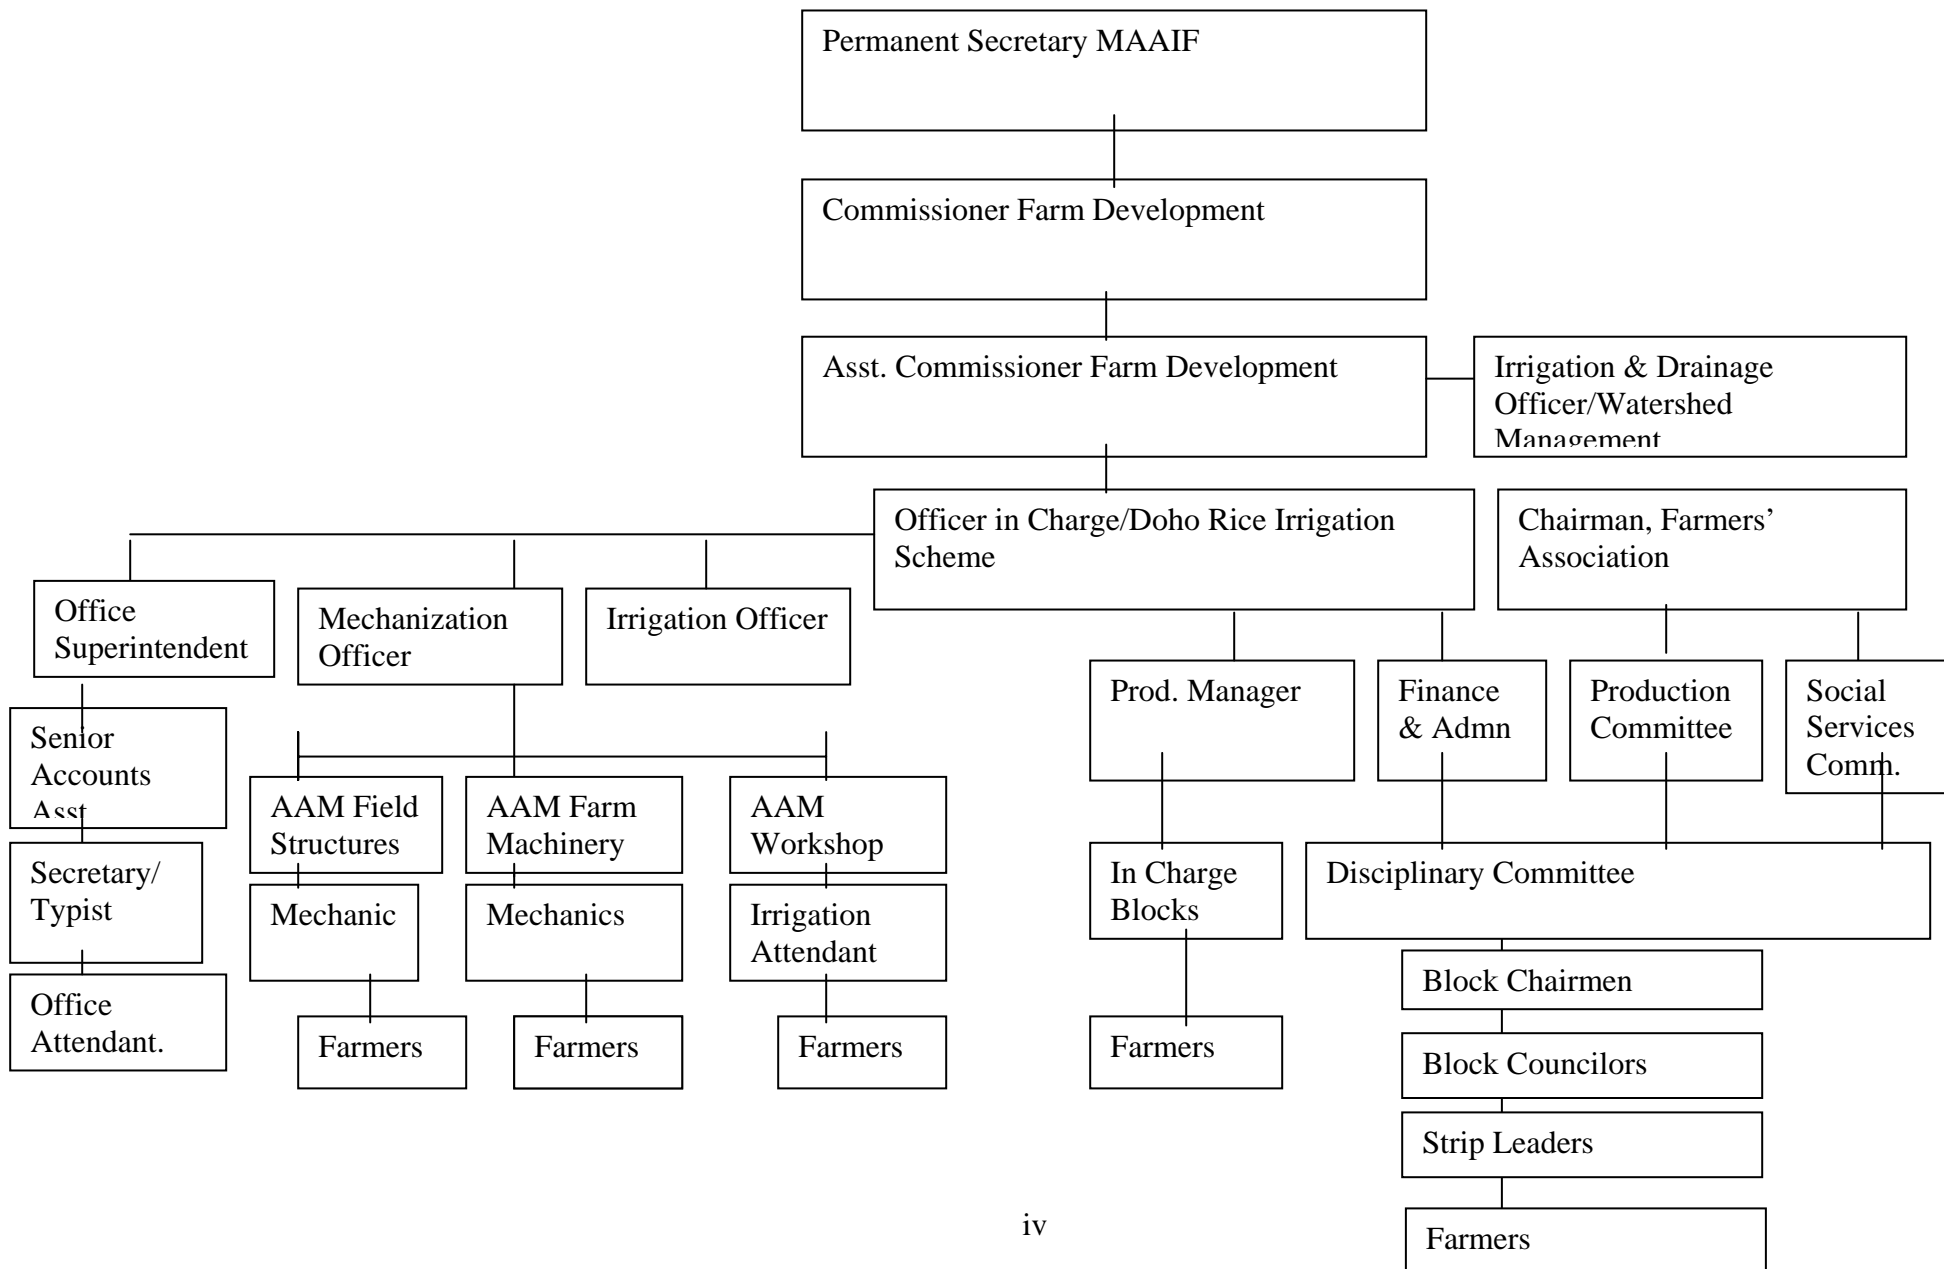 Permanent Secretary MAAIF
Commissioner Farm Development
Asst. Commissioner Farm Development
Irrigation & Drainage
Officer/Watershed
Management
Officer in Charge/Doho Rice Irrigation
Scheme
Chairman, Farmers’
Association
Office
Superintendent
Mechanization
Officer
Irrigation Officer
Prod. Manager
Finance
& Admn
Production
Committee
Social
Services
Comm.
Senior
Accounts
Asst
AAM Field
Structures
AAM Farm
Machinery
AAM
Workshop
Secretary/
Typist
Mechanic
Mechanics
Irrigation
Attendant
In Charge
Blocks
Disciplinary Committee
Office
Attendant.
Farmers
Farmers
Farmers
Farmers
Block Chairmen
Block Councilors
Strip Leaders
Farmers
iv